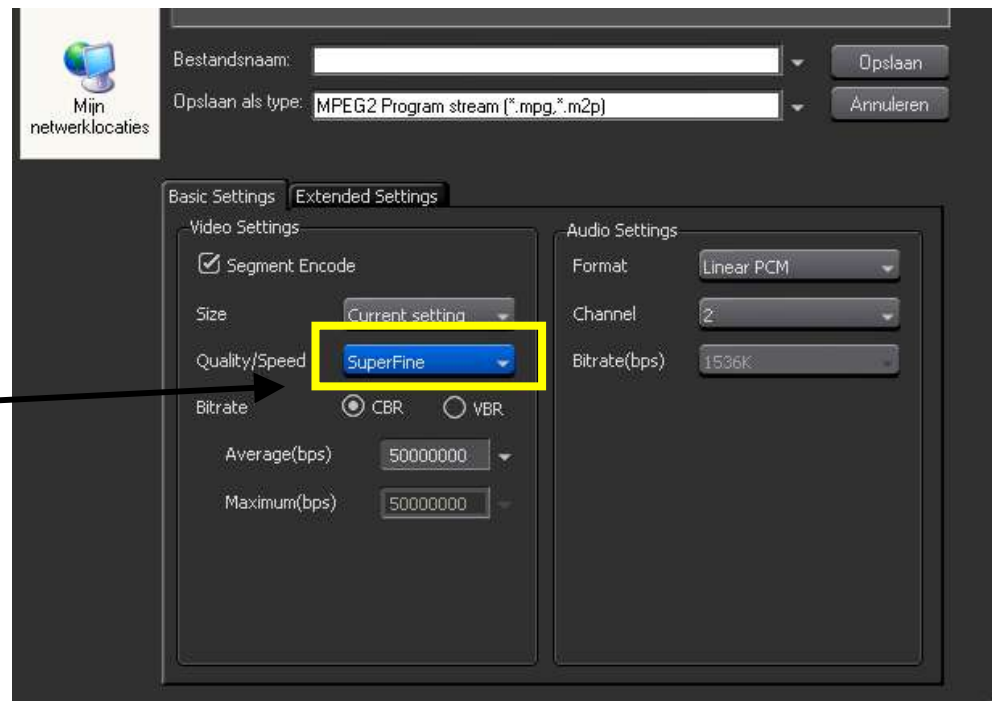 Bestandsnaam:
Opslaan
Opslaan als type: MPEG2 Program stream (*.mpg,*.m2p)
Annuleren
Mijn
netwerklocaties
Basic Settings Extended Settings
Video Settings
Segment Encode
Size Current setting
Quality/Speed SuperFine
Bitrate CBR VBR
Average(bps) 50000000
Maximum(bps) 50000000
Audio Settings
Format Linear PCM
Channel 2
Bitrate(bps) 1536K